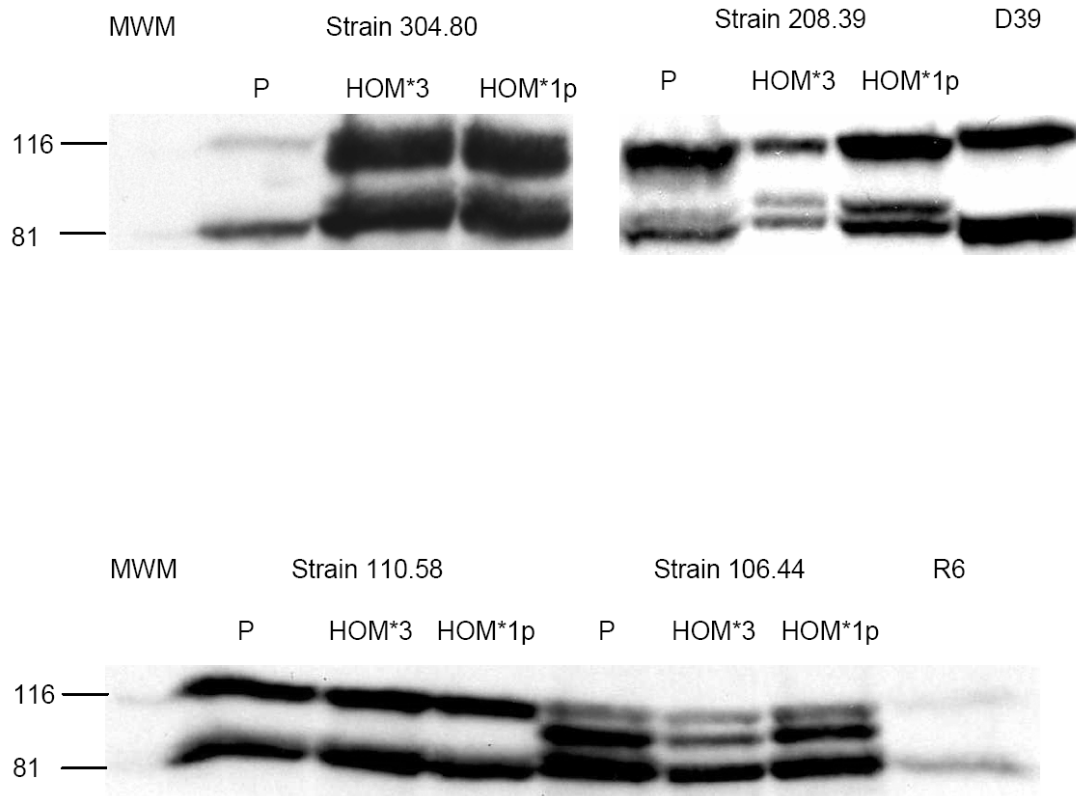 MWM Strain 304.80 Strain 208.39 D39
P HOM*3 HOM*1p P HOM*3 HOM*1p
116
81
MWM Strain 110.58 Strain 106.44 R6
P HOM*3 HOM*1p P HOM*3 HOM*1p
116
81